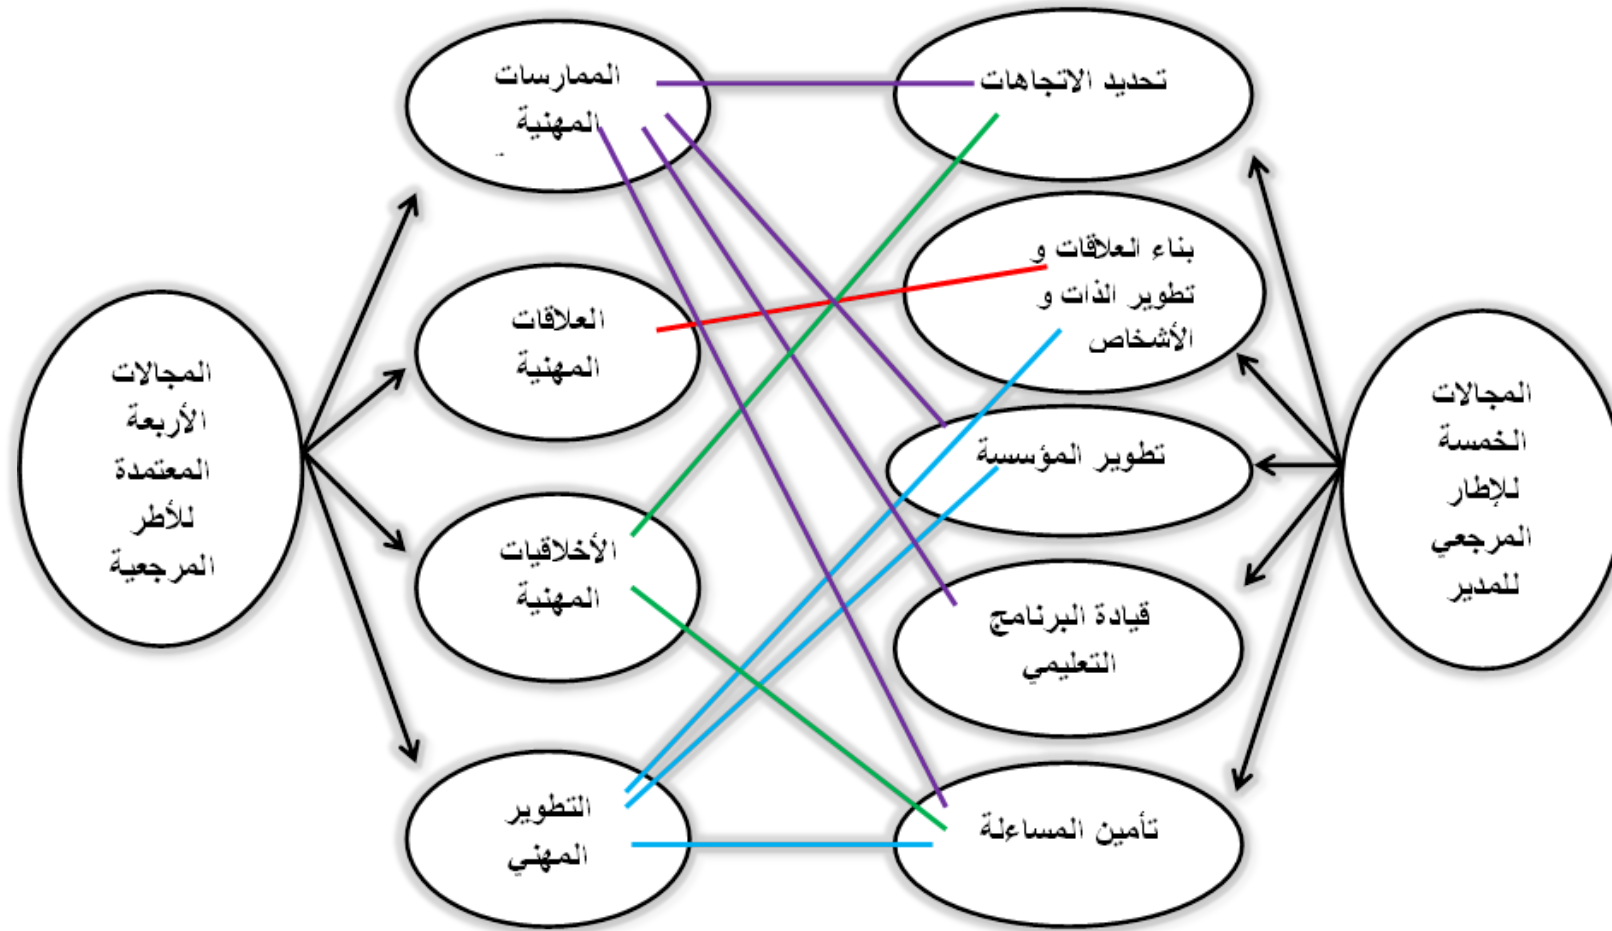 تحديد الاتجاهات
بناء العلاقات و
تطوير الذات و
الأشخاص
تطوير المؤسسة
قيادة البرنامج
التعليمي
تأمين المساءلة
المجالات
الخمسة
للإطار
المرجعي
للمدير
الممارسات
المهنية
العلاقات
المهنية
الأخلاقيات
المهنية
التطوير
المهني
المجالات
الأربعة
المعتمدة
للأطر
المرجعية